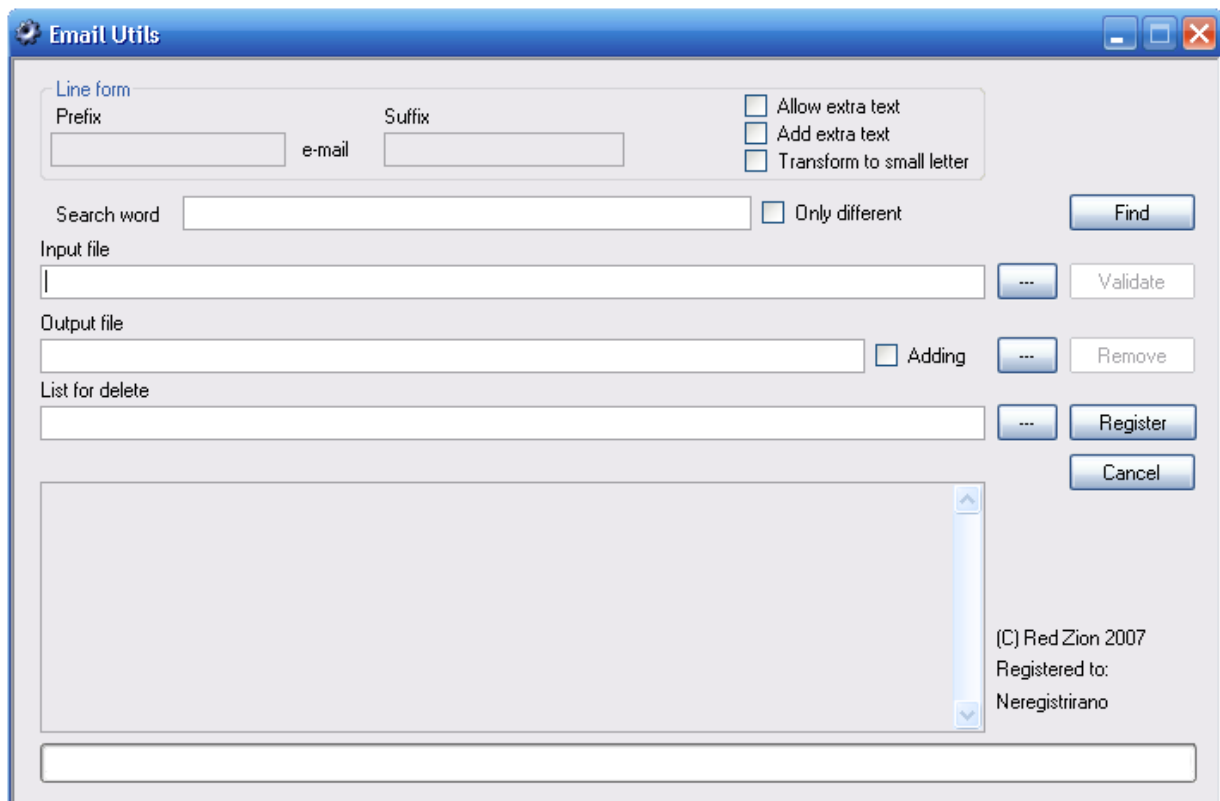 Email Utils
Line form
Prefix
Suffix
e-mail
Allow extra text
Add extra text
Transform to small letter
Search word
Only different
Find
Input file
---
Validate
Output file
Adding
---
Remove
List for delete
---
Register
Cancel
(C) Red Zion 2007
Registered to:
Neregistrirano